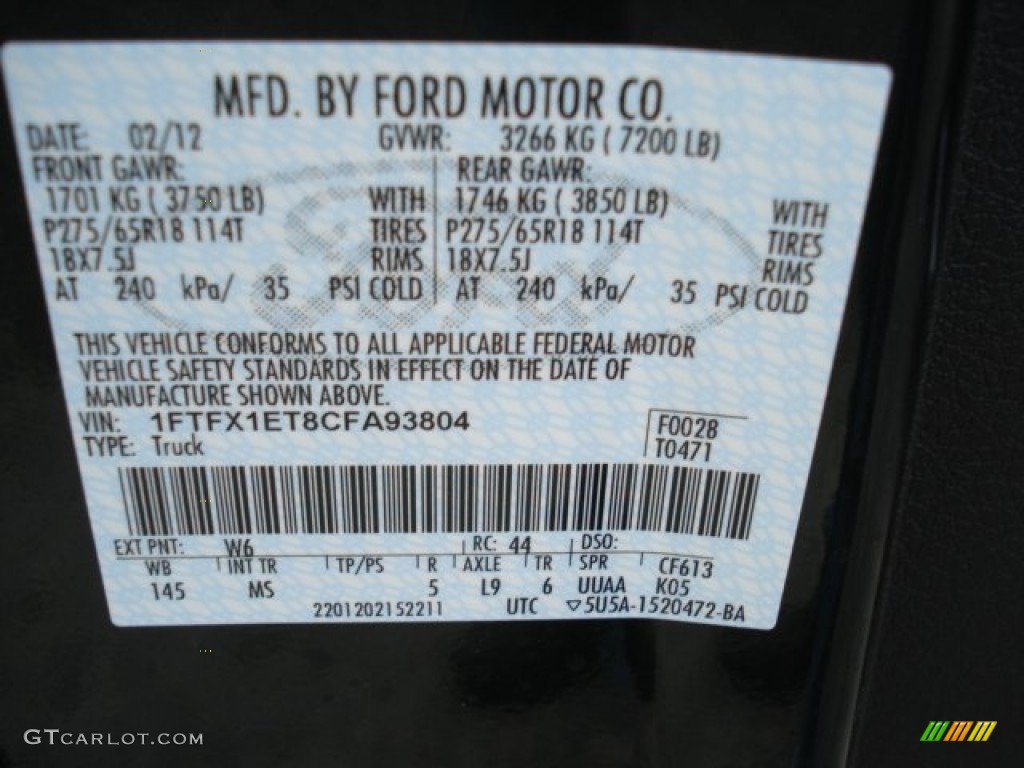 MFD. BY FORD MOTOR CO.
DATE: 02/12 GVWR: 3266 KG ( 7200 LB)
FRONT GAWR: REAR GAWR:
1701 KG ( 3750 LB) WITH 1746 KG ( 3850 LB) WITH
P275/65R18 114T TIRES P275/65R18 114T TIRES
18X7.5J RIMS 18X7.5J RIMS
AT 240 kPa/ 35 PSI COLD AT 240 kPa/ 35 PSI COLD
THIS VEHICLE CONFORMS TO ALL APPLICABLE FEDERAL MOTOR
VEHICLE SAFETY STANDARDS IN EFFECT ON THE DATE OF
MANUFACTURE SHOWN ABOVE.
VIN: 1FTFX1ET8CFA93804 F0028
TYPE: Truck T0471
EXT PNT: W6 RC: 44 DSO:
WB INT TR TP/PS R AXLE TR SPR CF613
145 MS 5 L9 6 UUAA K05
2201202152211 UTC ▽5U5A-1520472-BA
GTCARLOT.COM